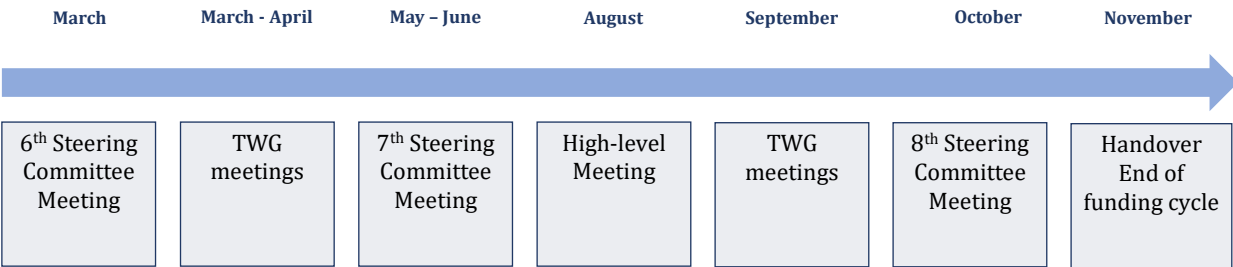 March March - April May – June August September October November
6th Steering Committee Meeting
TWG meetings
7th Steering Committee Meeting
High-level Meeting
TWG meetings
8th Steering Committee Meeting
Handover End of funding cycle